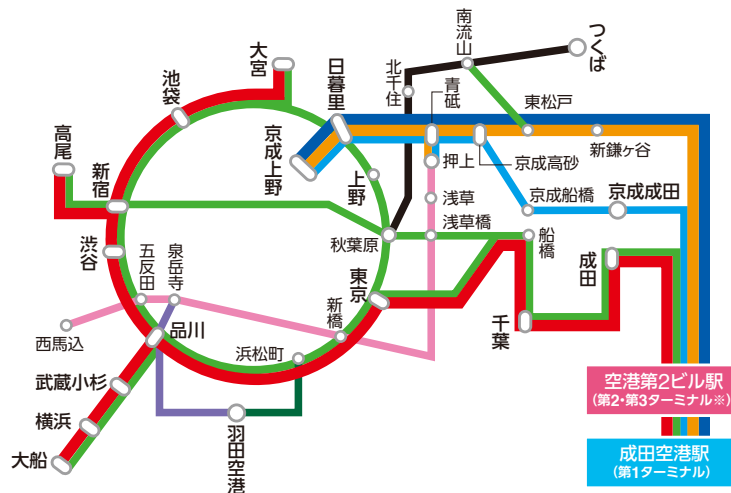 南流山
つくば
大宮
北千住
日暮里
池袋
青砥
東松戸
高尾
京成上野
押上
京成高砂
新鎌ヶ谷
新宿
上野
浅草
京成船橋
京成成田
渋谷
五反田
泉岳寺
秋葉原
浅草橋
船橋
成田
東京
新橋
千葉
西馬込
品川
浜松町
武蔵小杉
空港第2ビル駅
(第2・第3ターミナル※)
横浜
羽田空港
大船
成田空港駅
(第1ターミナル)